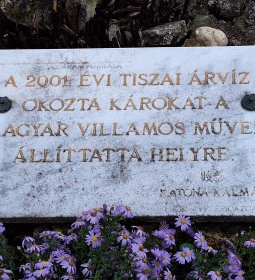 A 2001 ÉVI TISZAI ÁRVÍZ
OKOZTA KÁROKAT A
AGYAR VILLAMOS MŰVE
ÁLLÍTTATTA HELYRE.
KATONA KÁLMÁ